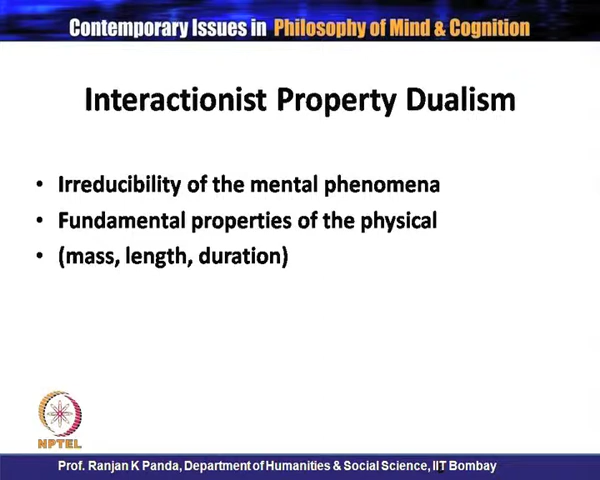 Contemporary Issues in Philosophy of Mind & Cognition
Interactionist Property Dualism
• Irreducibility of the mental phenomena
• Fundamental properties of the physical
• (mass, length, duration)
NPTEL
Prof. Ranjan K Panda, Department of Humanities & Social Science, IIT Bombay